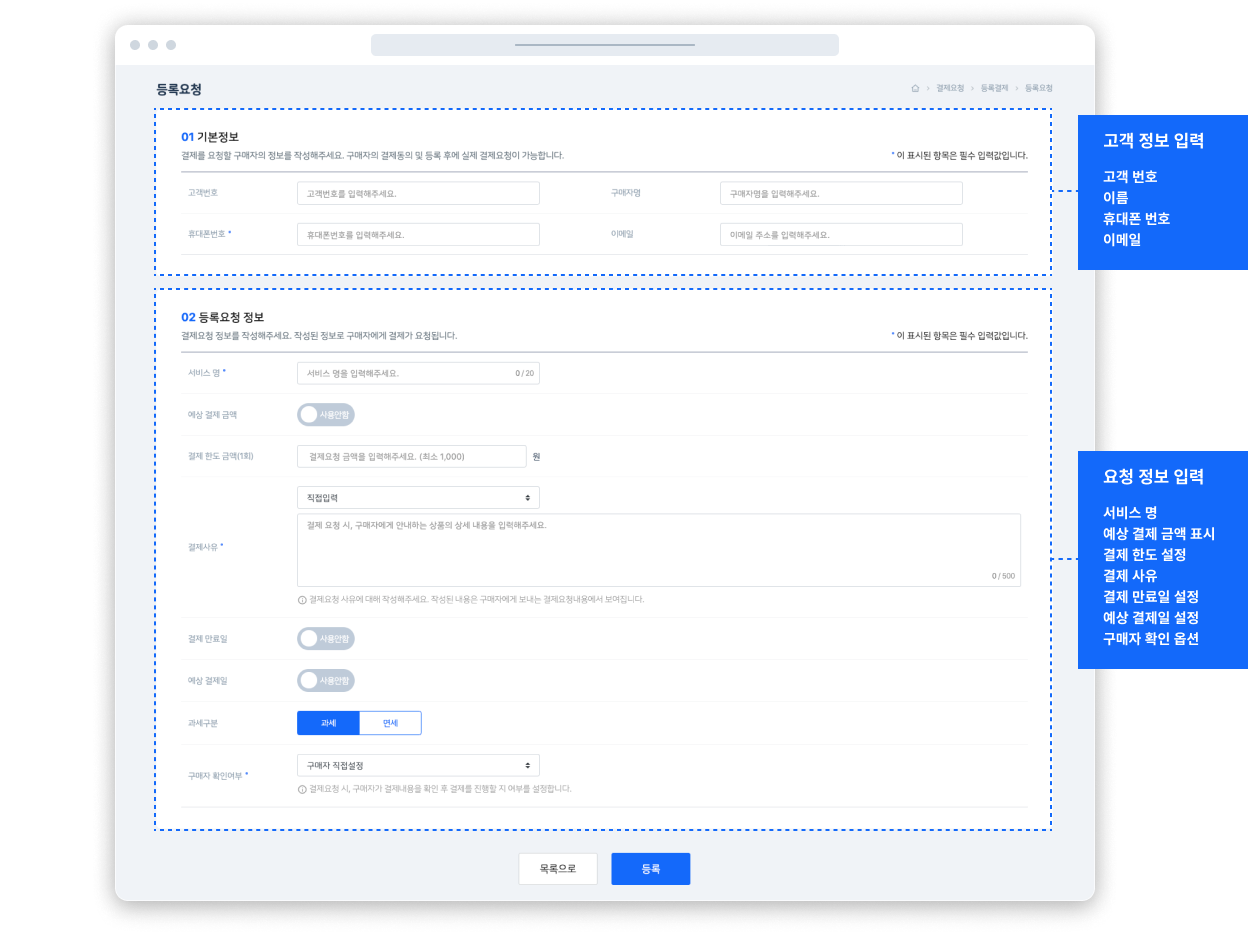 등록요청
결제요청 > 등록결제 > 등록요청
01 기본정보
결제를 요청할 구매자의 정보를 작성해주세요. 구매자의 결제동의 및 등록 후에 실제 결제요청이 가능합니다.
* 이 표시된 항목은 필수 입력값입니다.
고객번호
고객번호를 입력해주세요.
구매자명
구매자명을 입력해주세요.
휴대폰번호 *
휴대폰번호를 입력해주세요.
이메일
이메일 주소를 입력해주세요.
고객 정보 입력
고객 번호
이름
휴대폰 번호
이메일
02 등록요청 정보
결제요청 정보를 작성해주세요. 작성된 정보로 구매자에게 결제가 요청됩니다.
* 이 표시된 항목은 필수 입력값입니다.
서비스 명 *
서비스 명을 입력해주세요.
0 / 20
예상 결제 금액
사용안함
결제 한도 금액(1회)
결제요청 금액을 입력해주세요. (최소 1,000)
원
직접입력
결제사유 *
결제 요청 시, 구매자에게 안내하는 상품의 상세 내용을 입력해주세요.
0 / 500
결제요청 사유에 대해 작성해주세요. 작성된 내용은 구매자에게 보내는 결제요청내용에서 보여집니다.
결제 만료일
사용안함
예상 결제일
사용안함
과세구분
과세
면세
구매자 확인여부 *
구매자 직접설정
결제요청 시, 구매자가 결제내용을 확인 후 결제를 진행할 지 여부를 설정합니다.
요청 정보 입력
서비스 명
예상 결제 금액 표시
결제 한도 설정
결제 사유
결제 만료일 설정
예상 결제일 설정
구매자 확인 옵션
목록으로
등록